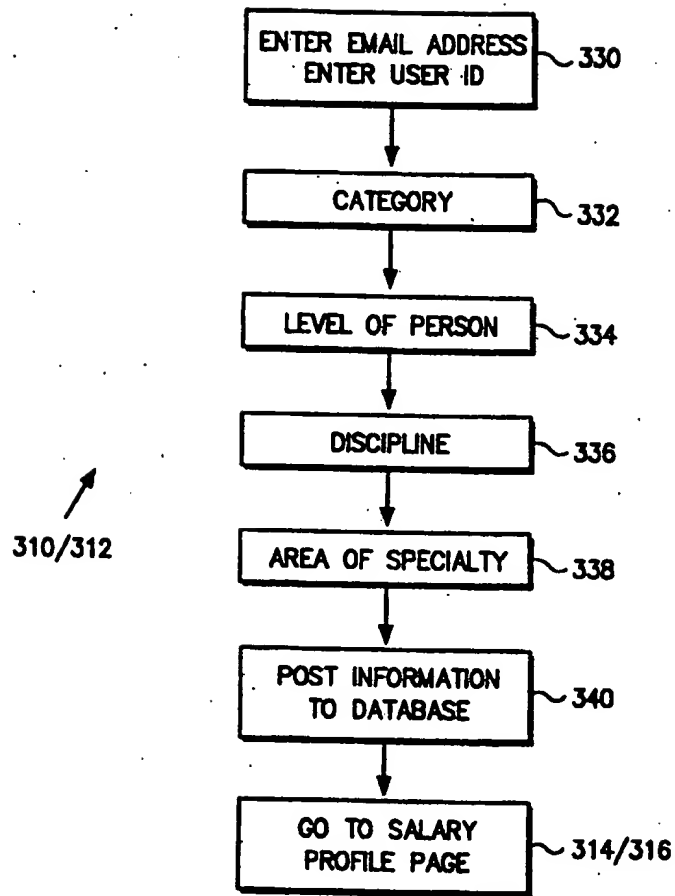 ENTER EMAIL ADDRESS
ENTER USER ID
330
CATEGORY
332
LEVEL OF PERSON
334
DISCIPLINE
336
310/312
AREA OF SPECIALTY
338
POST INFORMATION
TO DATABASE
340
GO TO SALARY
PROFILE PAGE
314/316